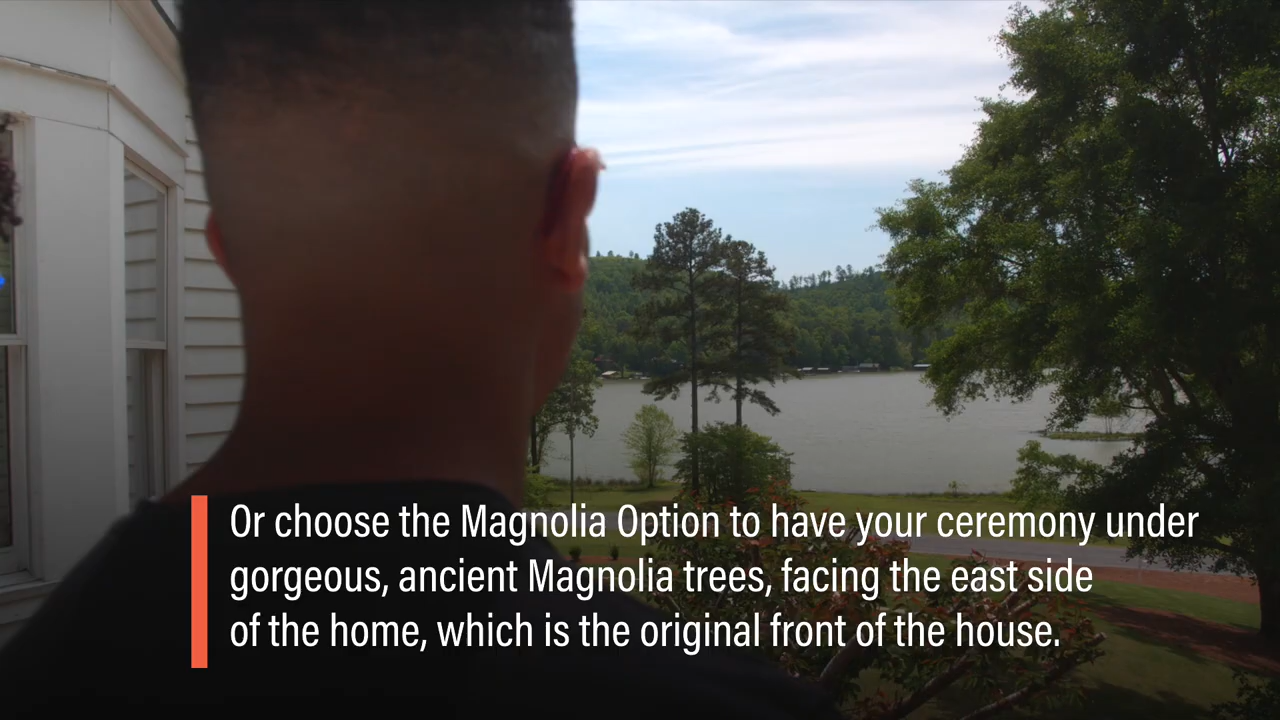 Or choose the Magnolia Option to have your ceremony under
gorgeous, ancient Magnolia trees, facing the east side
of the home, which is the original front of the house.